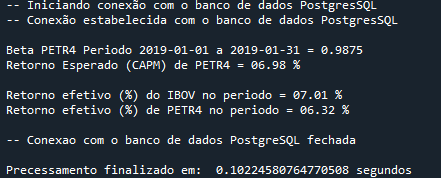 -- Iniciando conexão com o banco de dados PostgresSQL
-- Conexão estabelecida com o banco de dados PostgresSQL
Beta PETR4 Periodo 2019-01-01 a 2019-01-31 = 0.9875
Retorno Esperado (CAPM) de PETR4 = 06.98 %
Retorno efetivo (%) do IBOV no periodo = 07.01 %
Retorno efetivo (%) de PETR4 no periodo = 06.32 %
-- Conexao com o banco de dados PostgreSQL fechada
Precessamento finalizado em:  0.10224580764770508 segundos